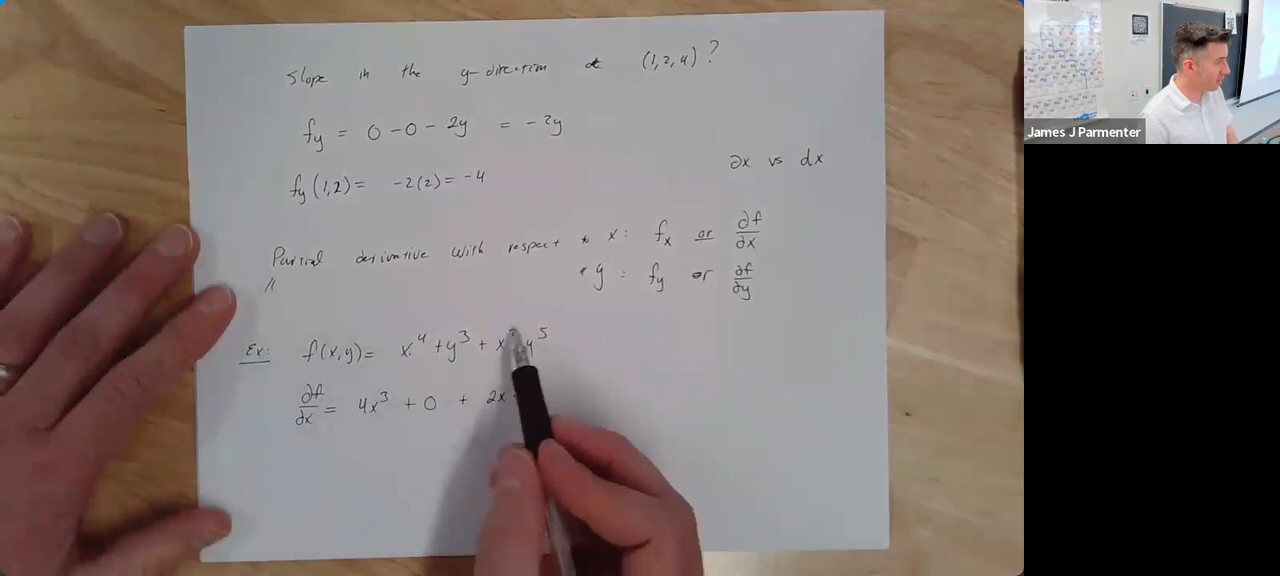 Slope in the y-direction at (1,2,4)?
fy = 0 - 0 - 2y = -2y
∂x vs dx
fy(1,2) = -2(2) = -4
Partial derivative with respect to x: fx or ∂f/∂x
" " y: fy or ∂f/∂y
Ex: f(x,y) = x⁴ + y³ + x y⁵
∂f/∂x = 4x³ + 0 + 2x
James J Parmenter